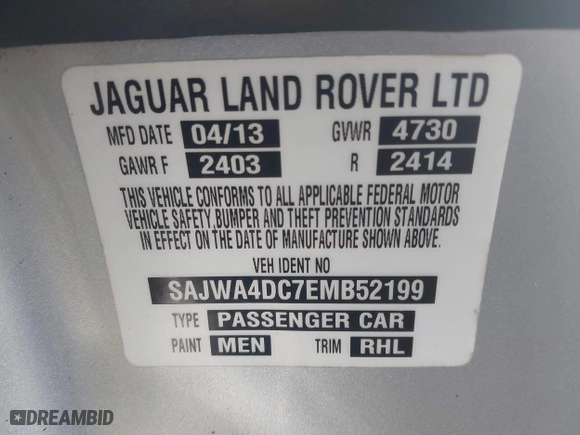 JAGUAR LAND ROVER LTD
MFD DATE 04/13 GVWR 4730
GAWR F 2403 R 2414
THIS VEHICLE CONFORMS TO ALL APPLICABLE FEDERAL MOTOR
VEHICLE SAFETY,BUMPER AND THEFT PREVENTION STANDARDS
IN EFFECT ON THE DATE OF MANUFACTURE SHOWN ABOVE.
VEH IDENT NO
SAJWA4DC7EMB52199
TYPE PASSENGER CAR
PAINT MEN TRIM RHL
DREAMBID